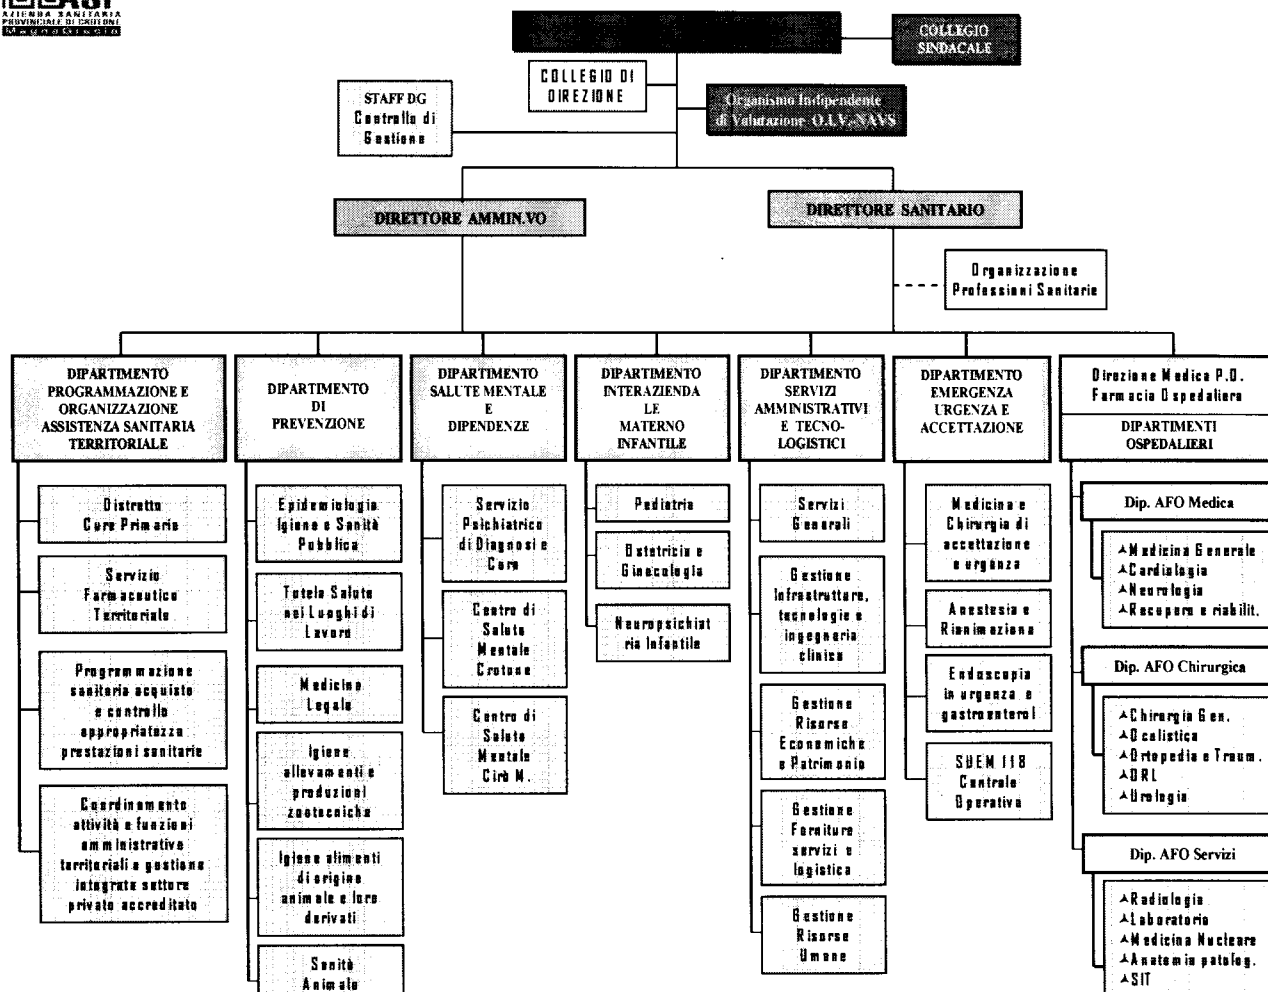 ASP
AZIENDA SANITARIA
PROVINCIALE DI CROTONE
MagnaGraecia
COLLEGIO
SINDACALE
COLLEGIO DI
DIREZIONE
STAFF DG
Controllo di
Gestione
Organismo Indipendente
di Valutazione O.I.V.-NAVS
DIRETTORE AMMIN.VO
DIRETTORE SANITARIO
Organizzazione
Professioni Sanitarie
DIPARTIMENTO
PROGRAMMAZIONE E
ORGANIZZAZIONE
ASSISTENZA SANITARIA
TERRITORIALE
Distretto
Cure Primarie
Servizio
Farmaceutico
Territoriale
Programmazione
sanitaria acquisto
e controllo
appropriatezza
prestazioni sanitarie
Coordinamento
attività e funzioni
amministrative
territoriali e gestione
integrata settore
privato accreditato
DIPARTIMENTO
DI
PREVENZIONE
Epidemiologia
Igiene e Sanità
Pubblica
Tutela Salute
nei Luoghi di
Lavoro
Medicina
Legale
Igiene
allevamenti e
produzioni
zootecniche
Igiene alimenti
di origine
animale e loro
derivati
Sanità
Animale
DIPARTIMENTO
SALUTE MENTALE
E
DIPENDENZE
Servizio
Psichiatrico
di Diagnosi e
Cura
Centro di
Salute
Mentale
Crotone
Centro di
Salute
Mentale
Cirò M.
DIPARTIMENTO
INTERAZIENDA
LE
MATERNO
INFANTILE
Pediatria
Ostetricia e
Ginecologia
Neuropsichiat
ria Infantile
DIPARTIMENTO
SERVIZI
AMMINISTRATIVI
E TECNO-
LOGISTICI
Servizi
Generali
Gestione
Infrastrutture,
tecnologie e
ingegneria
clinica
Gestione
Risorse
Economiche
e Patrimonio
Gestione
Forniture
servizi e
logistica
Gestione
Risorse
Umane
DIPARTIMENTO
EMERGENZA
URGENZA E
ACCETTAZIONE
Medicina e
Chirurgia di
accettazione
e urgenza
Anestesia e
Rianimazione
Endoscopia
in urgenza e
gastroenterol
SUEM 118
Centrale
Operativa
Direzione Medica P.O.
Farmacia Ospedaliera
DIPARTIMENTI
OSPEDALIERI
Dip. AFO Medica
Medicina Generale
Cardiologia
Neurologia
Recupero e riabilit.
Dip. AFO Chirurgica
Chirurgia Gen.
Oculistica
Ortopedia e Traum.
ORL
Urologia
Dip. AFO Servizi
Radiologia
Laboratorio
Medicina Nucleare
Anatomia patolog.
SIT